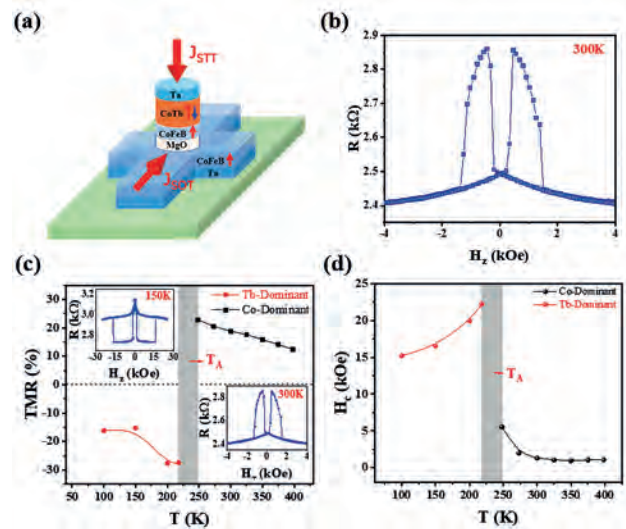 (a)
J_STT
Ta
CoTb
CoFeB
MgO
CoFeB
Ta
J_SOT
(b)
300K
R (kΩ)
2.9
2.8
2.7
2.6
2.5
2.4
-4 -2 0 2 4
H_z (kOe)
(c)
TMR (%)
30
20
10
0
-10
-20
-30
50 100 150 200 250 300 350 400
T (K)
Tb-Dominant
Co-Dominant
T_A
150K
R (kΩ)
3.2
3.0
2.8
-30 -15 0 15 30
H_z (kOe)
300K
R (kΩ)
2.8
2.6
2.4
-4 -2 0 2 4
H_z (kOe)
(d)
H_c (kOe)
25
20
15
10
5
0
100 150 200 250 300 350 400
T (K)
Co-Dominant
Tb-Dominant
T_A